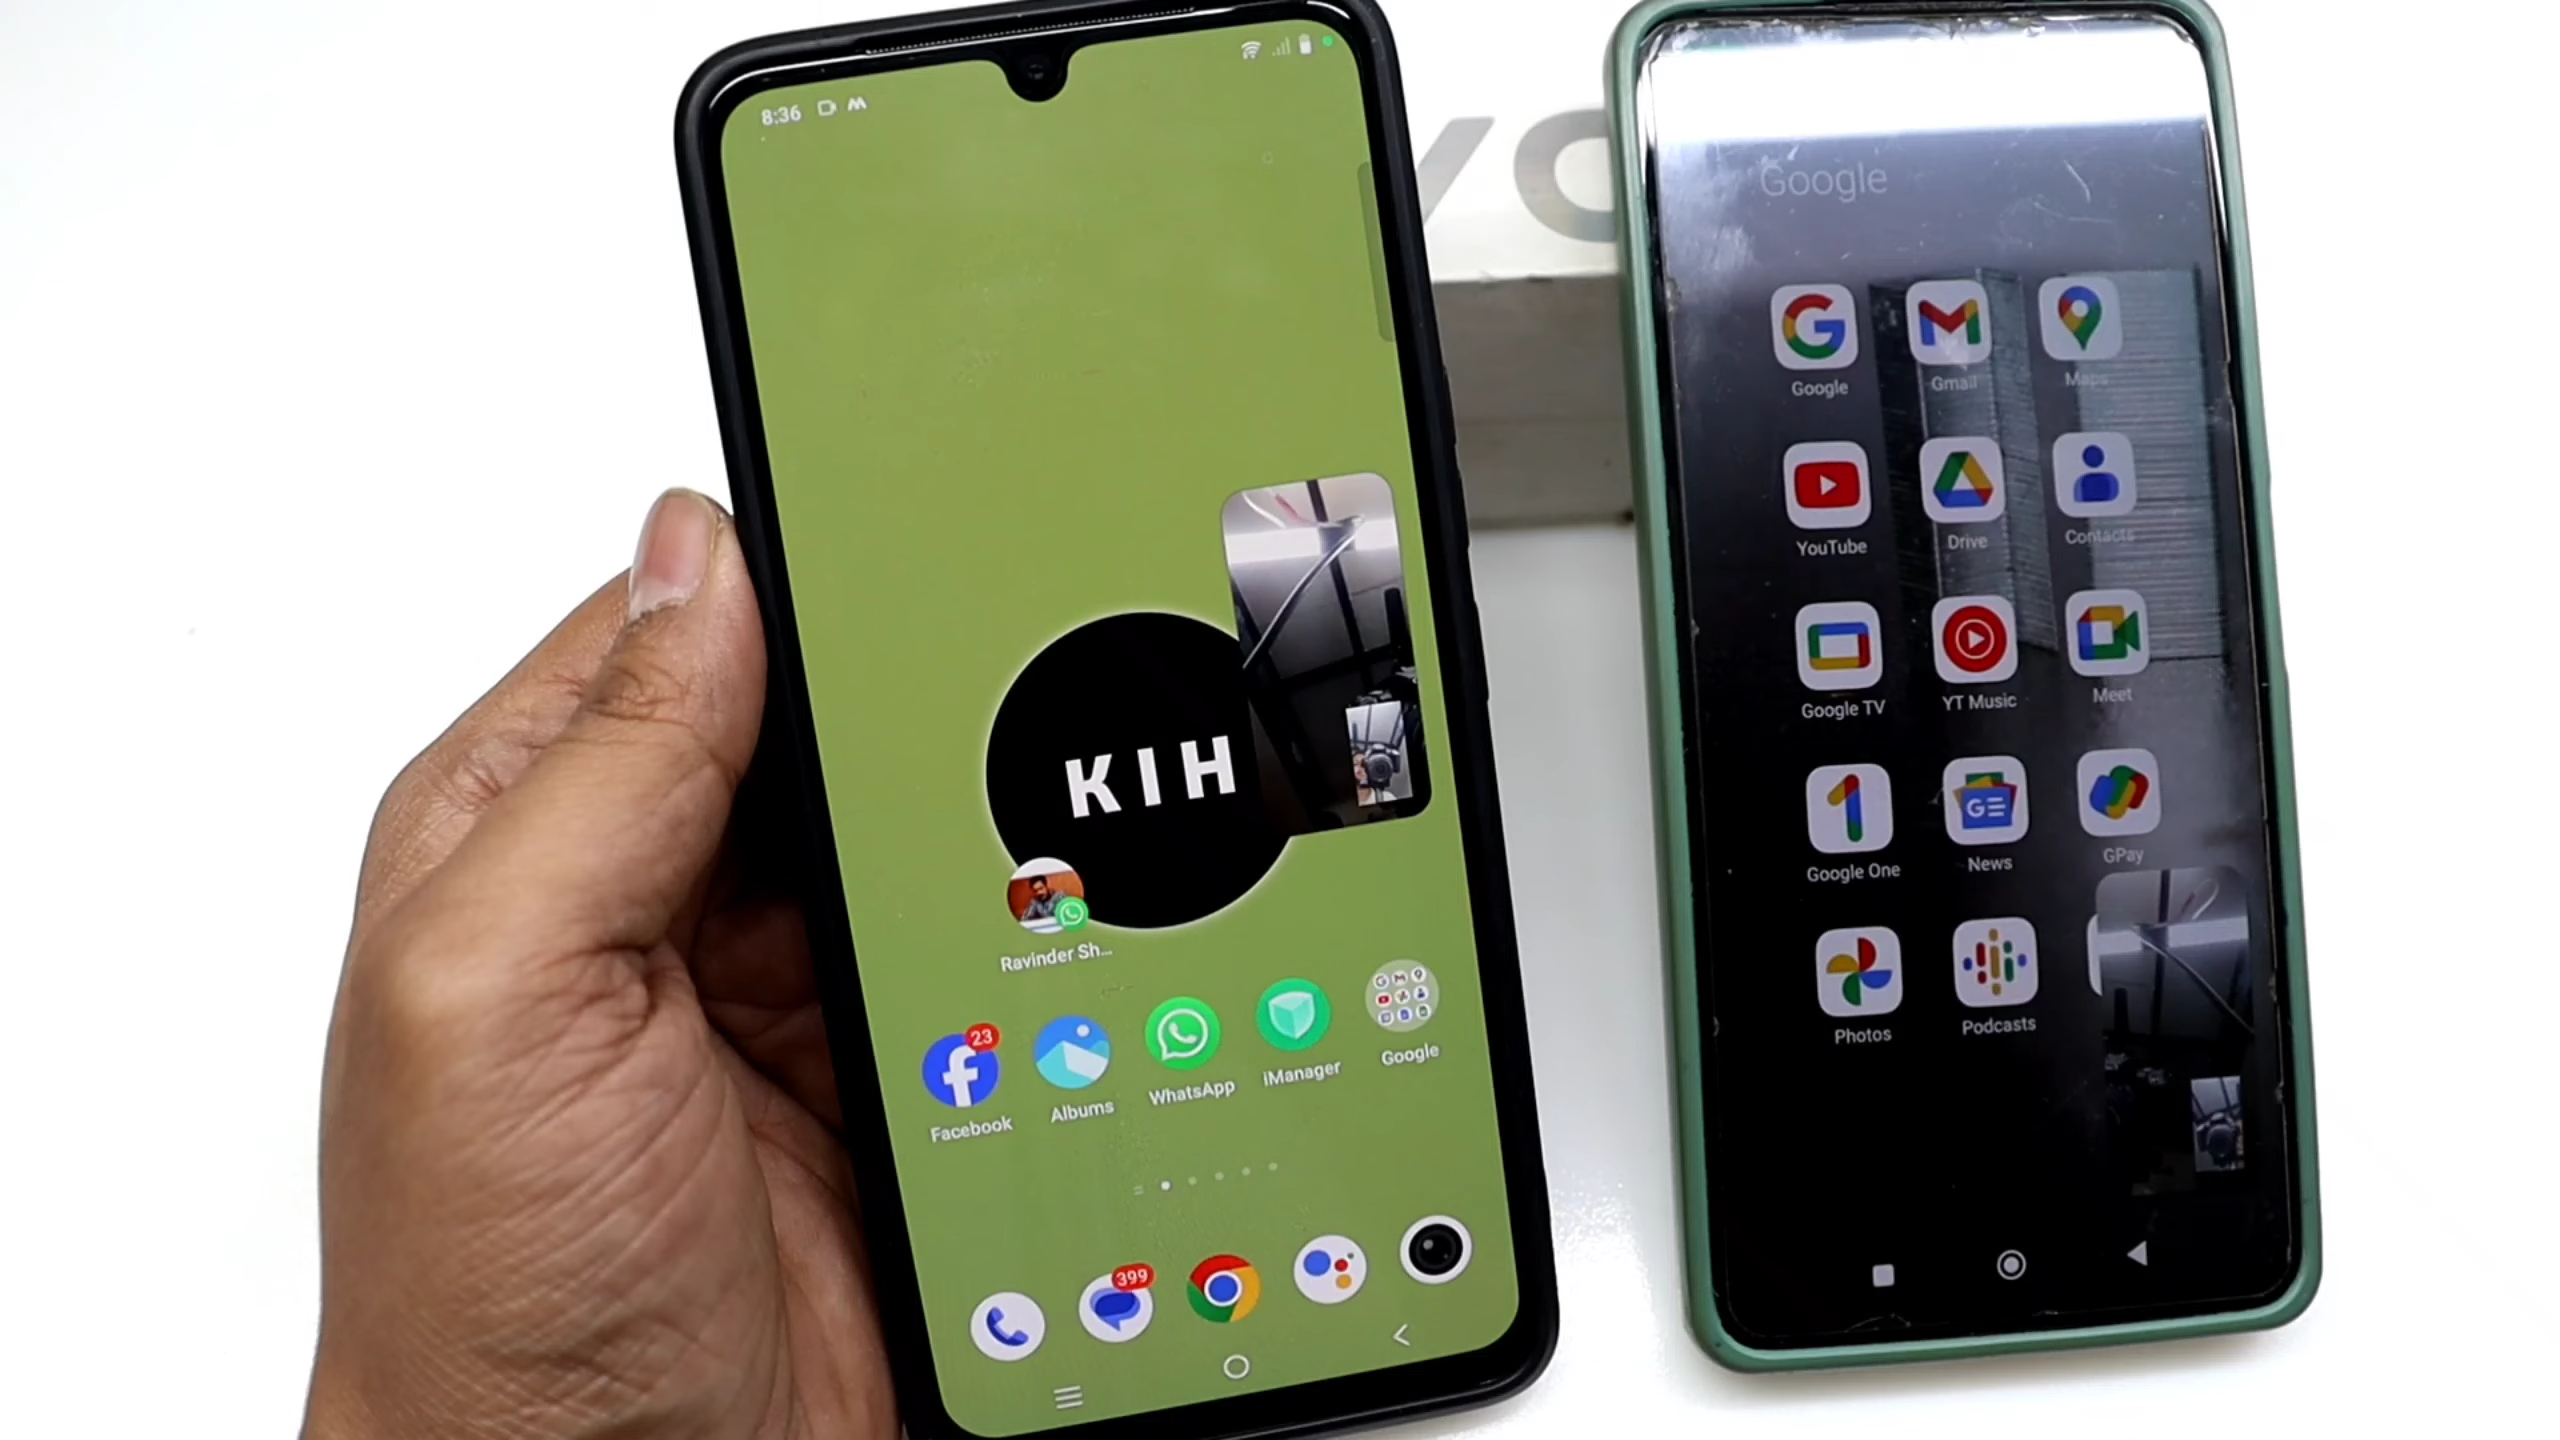 8:36
KIH
Ravinder Sh...
23
Facebook
Albums
WhatsApp
iManager
Google
399
Google
Google
Gmail
Maps
YouTube
Drive
Contacts
Google TV
YT Music
Meet
Google One
News
GPay
Photos
Podcasts